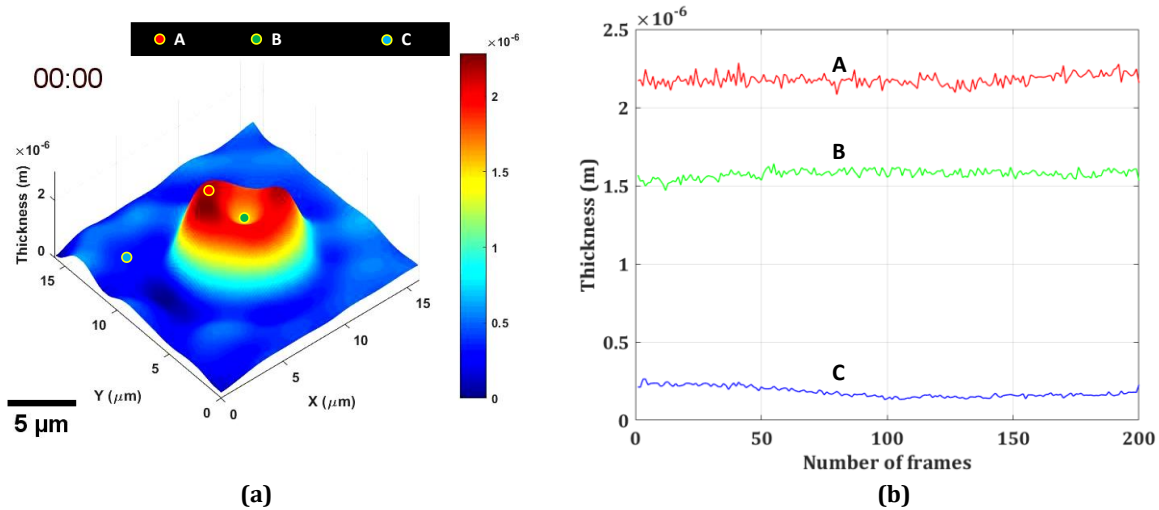 A B C
00:00
×10⁻⁶
2
1.5
1
0.5
0
×10⁻⁶
Thickness (m)
2
0
15
10
5
0
Y (μm)
0
5
10
15
X (μm)
5 μm
(a)
×10⁻⁶
2.5
2
1.5
1
0.5
0
Thickness (m)
A
B
C
0 50 100 150 200
Number of frames
(b)